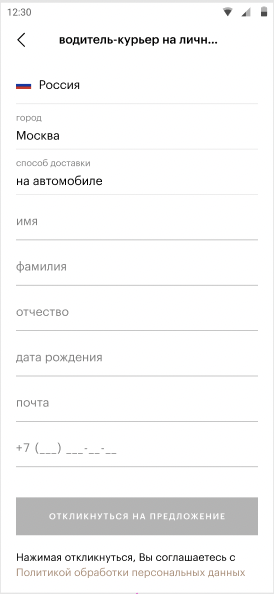 12:30
водитель-курьер на личн...
Россия
город
Москва
способ доставки
на автомобиле
имя
фамилия
отчество
дата рождения
почта
+7 (___) ___-__-__
ОТКЛИКНУТЬСЯ НА ПРЕДЛОЖЕНИЕ
Нажимая откликнуться, Вы соглашаетесь с
Политикой обработки персональных данных